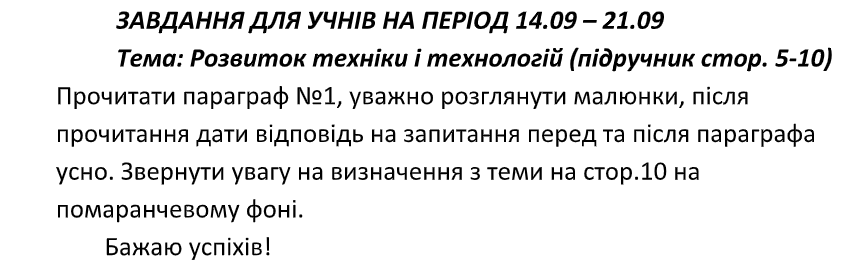 ЗАВДАННЯ ДЛЯ УЧНІВ НА ПЕРІОД 14.09 – 21.09
Тема: Розвиток техніки і технологій (підручник стор. 5-10)
Прочитати параграф №1, уважно розглянути малюнки, після
прочитання дати відповідь на запитання перед та після параграфа
усно. Звернути увагу на визначення з теми на стор.10 на
помаранчевому фоні.
Бажаю успіхів!